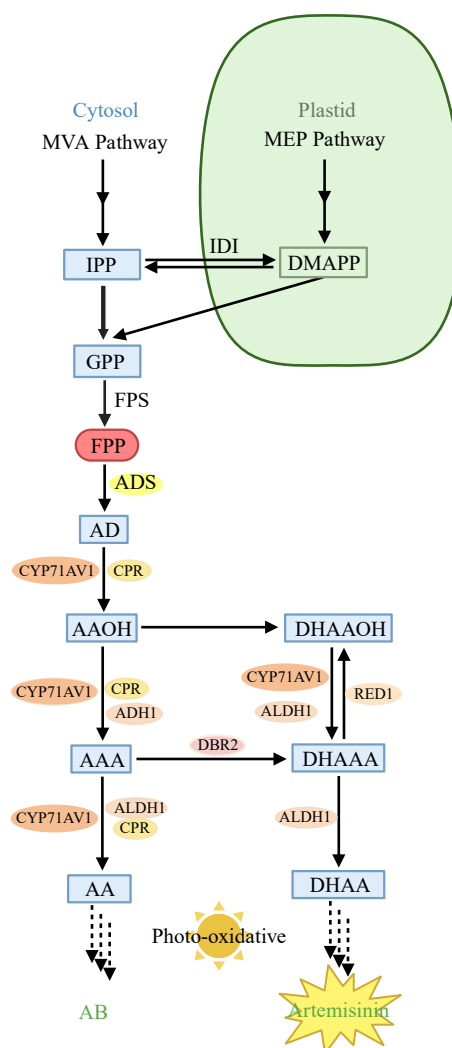 Cytosol
Plastid
MVA Pathway
MEP Pathway
IDI
IPP
DMAPP
GPP
FPS
FPP
ADS
AD
CYP71AV1
CPR
AAOH
DHAAOH
CYP71AV1
CPR
ADH1
CYP71AV1
RED1
ALDH1
AAA
DBR2
DHAAA
CYP71AV1
ALDH1
CPR
ALDH1
AA
DHAA
Photo-oxidative
AB
Artemisinin